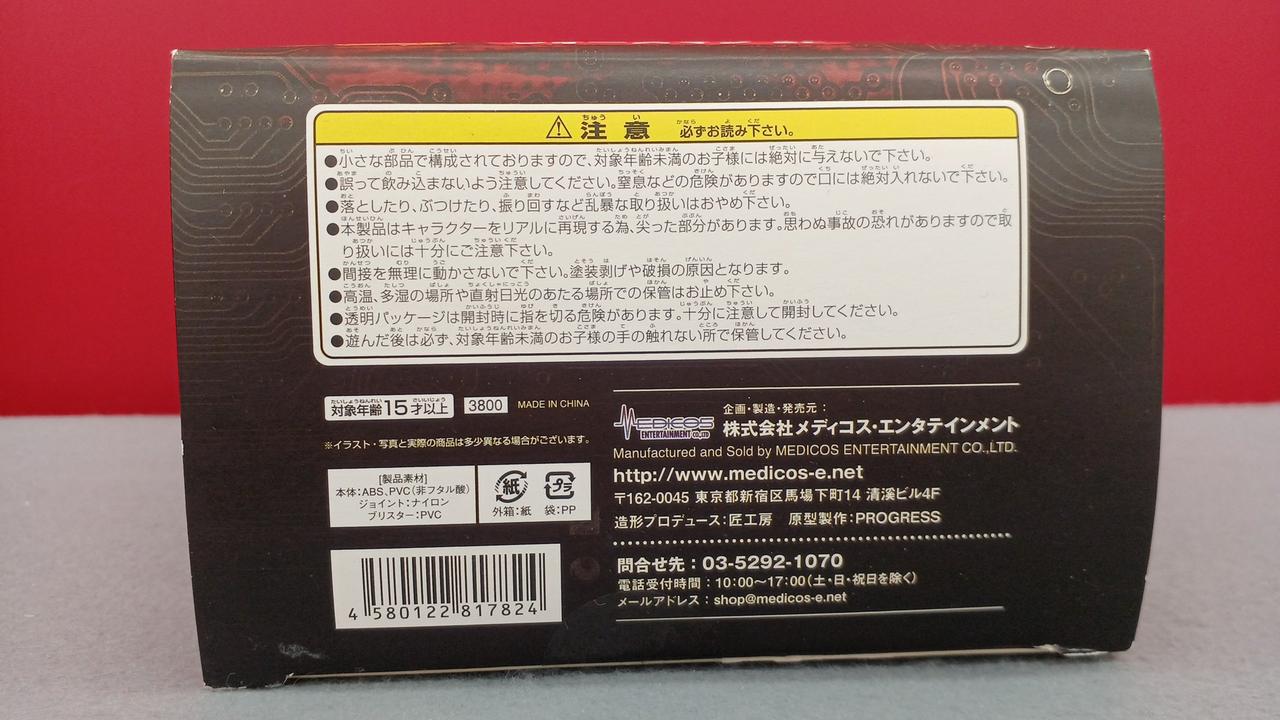 ⚠注意 必ずお読み下さい。
●小さな部品で構成されておりますので、対象年齢未満のお子様には絶対に与えないで下さい。
●誤って飲み込まないよう注意してください。窒息などの危険がありますので口には絶対入れないで下さい。
●落としたり、ぶつけたり、振り回すなど乱暴な取り扱いはおやめ下さい。
●本製品はキャラクターをリアルに再現する為、尖った部分があります。思わぬ事故の恐れがありますので取
り扱いには十分にご注意下さい。
●間接を無理に動かさないで下さい。塗装剥げや破損の原因となります。
●高温、多湿の場所や直射日光のあたる場所での保管はお止め下さい。
●透明パッケージは開封時に指を切る危険があります。十分に注意して開封してください。
●遊んだ後は必ず、対象年齢未満のお子様の手の触れない所で保管してください。
対象年齢15才以上 3800 MADE IN CHINA
※イラスト・写真と実際の商品は多少異なる場合がございます。
[製品素材]
本体:ABS、PVC(非フタル酸)
ジョイント:ナイロン
ブリスター:PVC
紙 プラ
外箱:紙 袋:PP
4 580122 817824
MEDICOS
ENTERTAINMENT CO.,LTD
企画・製造・発売元:
株式会社メディコス・エンタテインメント
Manufactured and Sold by MEDICOS ENTERTAINMENT CO.,LTD.
http://www.medicos-e.net
〒162-0045 東京都新宿区馬場下町14 清溪ビル4F
造形プロデュース:匠工房 原型製作:PROGRESS
問合せ先:03-5292-1070
電話受付時間:10:00〜17:00(土・日・祝日を除く)
メールアドレス:shop@medicos-e.net